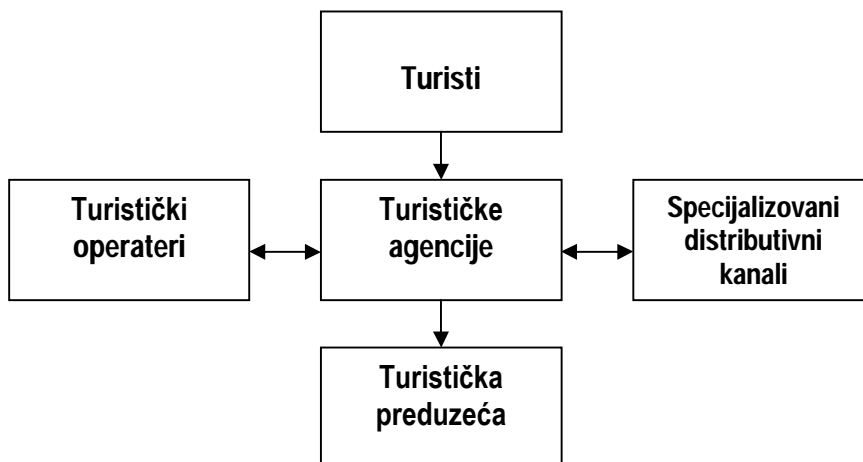 Turisti
Turistički
operateri
Turističke
agencije
Specijalizovani
distributivni
kanali
Turistička
preduzeća